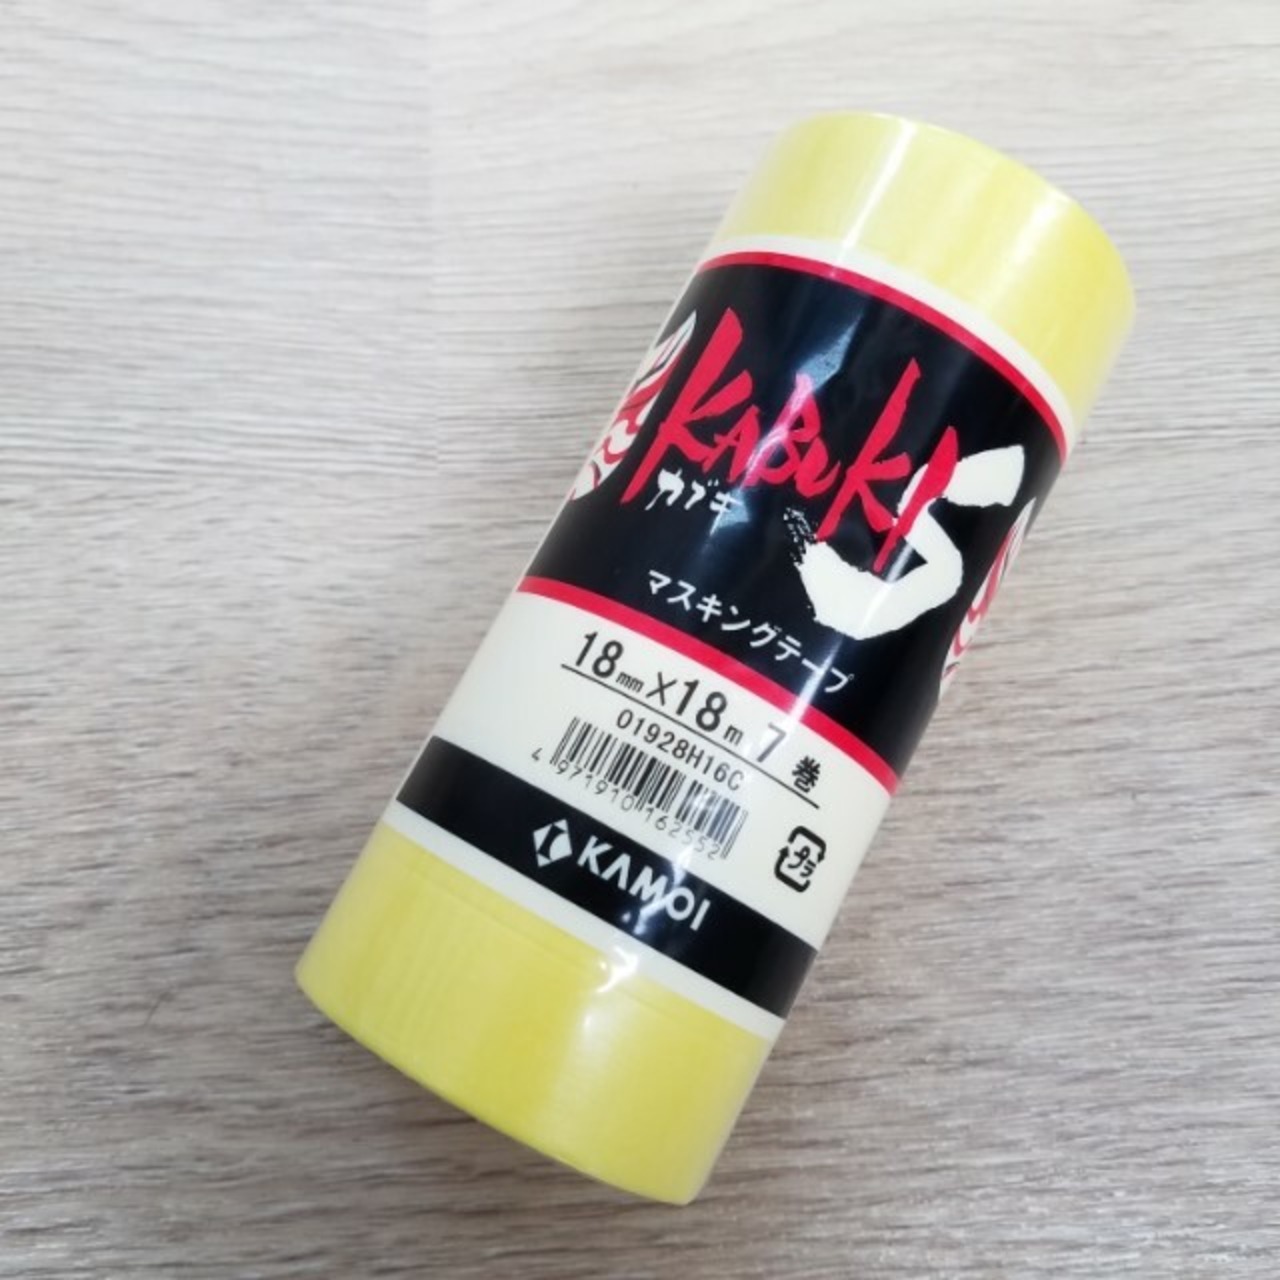 KABUKI S
カブキ
マスキングテープ
18mm×18m 7巻
01928H16C
4 971910 162552
プラ
KAMOI